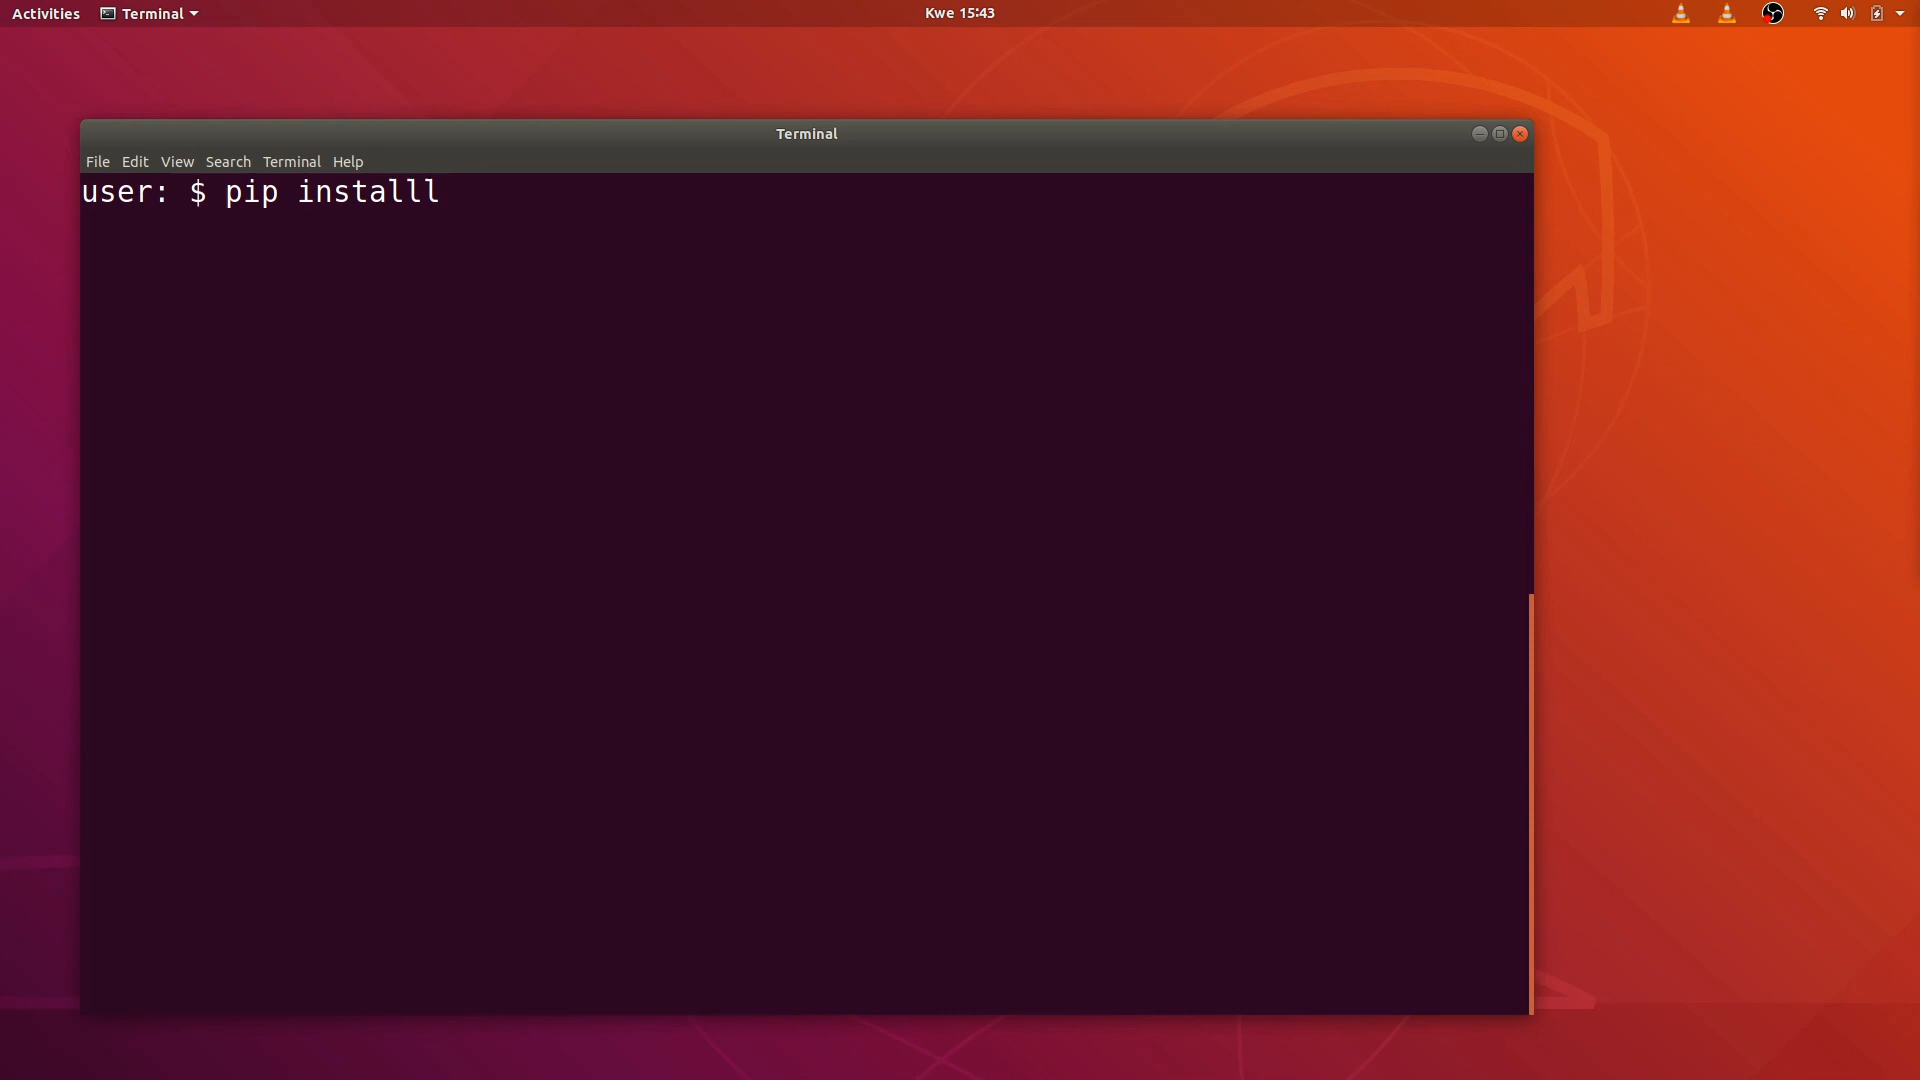 Activities Terminal Kwe 15:43
Terminal
File Edit View Search Terminal Help
user: $ pip installl